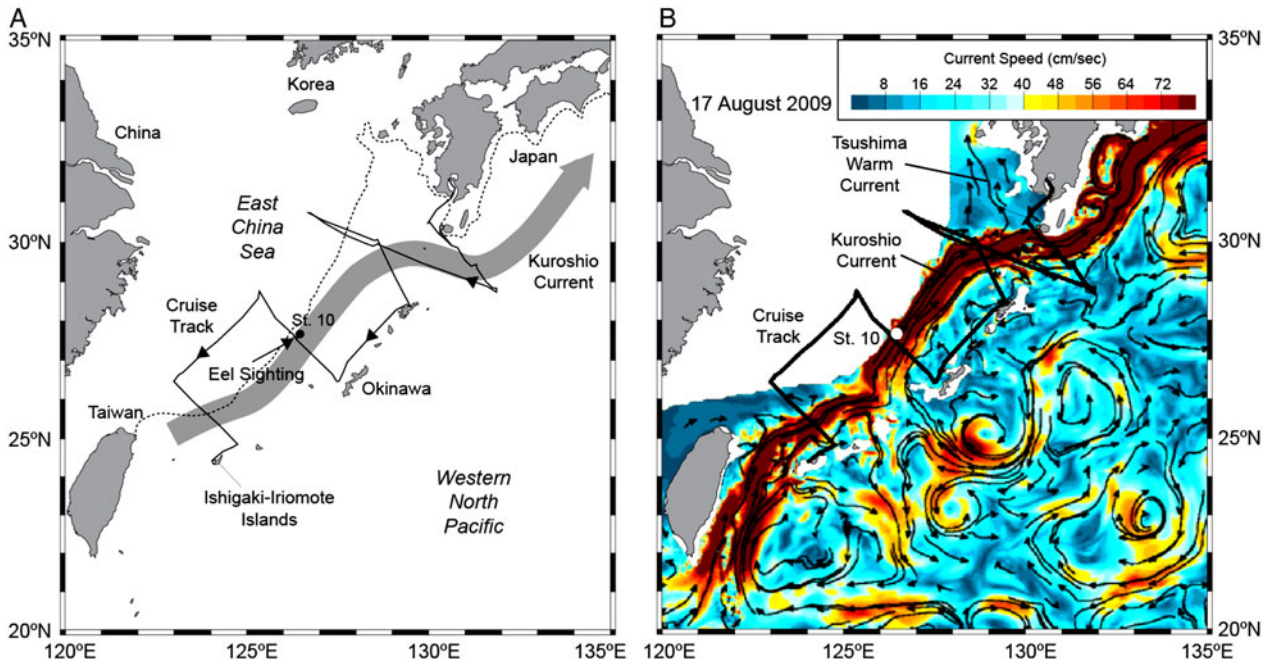 A
35ºN
Korea
China
Japan
East
China
Sea
30ºN
Kuroshio
Current
Cruise
Track
St. 10
Eel Sighting
Okinawa
Taiwan
25ºN
Ishigaki-Iriomote
Islands
Western
North
Pacific
20ºN
120ºE
125ºE
130ºE
135ºE
B
35ºN
Current Speed (cm/sec)
8 16 24 32 40 48 56 64 72
17 August 2009
Tsushima
Warm
Current
30ºN
Kuroshio
Current
Cruise
Track
St. 10
25ºN
20ºN
120ºE
125ºE
130ºE
135ºE